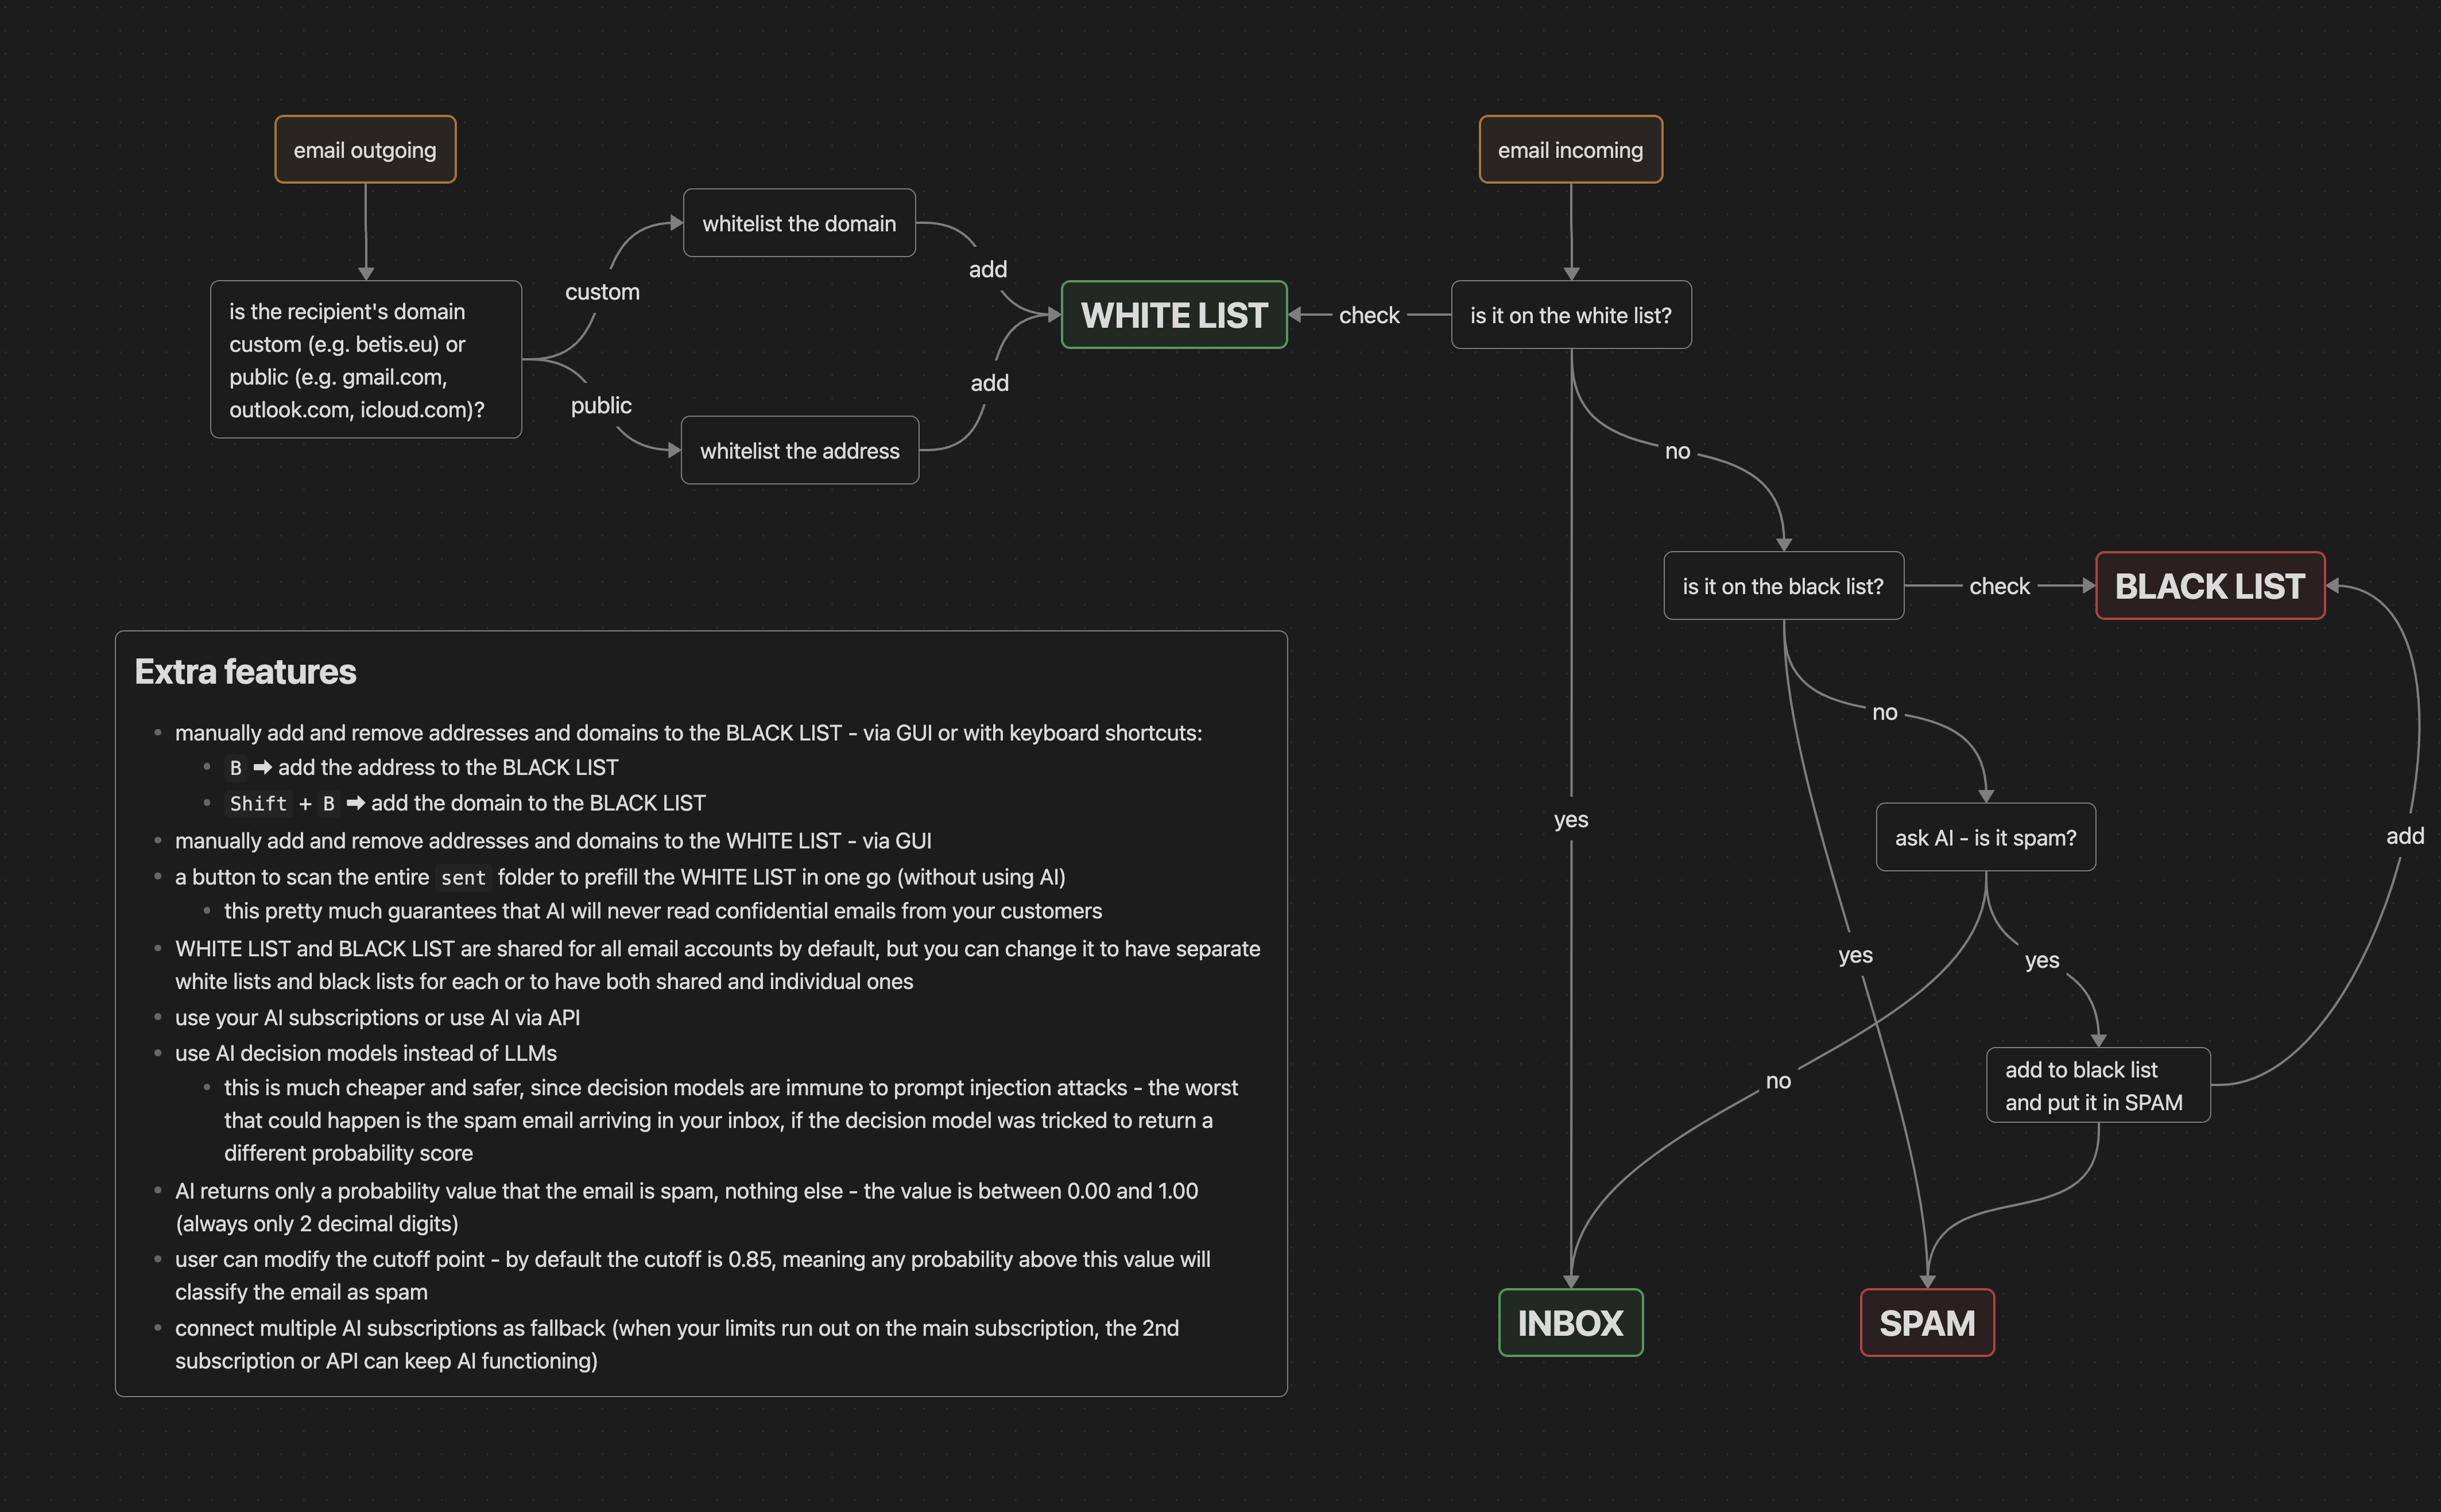 email outgoing
is the recipient's domain
custom (e.g. betis.eu) or
public (e.g. gmail.com,
outlook.com, icloud.com)?
custom
public
whitelist the domain
whitelist the address
add
add
WHITE LIST
check
email incoming
is it on the white list?
no
yes
is it on the black list?
check
BLACK LIST
no
yes
ask AI - is it spam?
yes
no
add to black list
and put it in SPAM
add
INBOX
SPAM
Extra features
• manually add and remove addresses and domains to the BLACK LIST - via GUI or with keyboard shortcuts:
• B ➡ add the address to the BLACK LIST
• Shift + B ➡ add the domain to the BLACK LIST
• manually add and remove addresses and domains to the WHITE LIST - via GUI
• a button to scan the entire sent folder to prefill the WHITE LIST in one go (without using AI)
• this pretty much guarantees that AI will never read confidential emails from your customers
• WHITE LIST and BLACK LIST are shared for all email accounts by default, but you can change it to have separate
white lists and black lists for each or to have both shared and individual ones
• use your AI subscriptions or use AI via API
• use AI decision models instead of LLMs
• this is much cheaper and safer, since decision models are immune to prompt injection attacks - the worst
that could happen is the spam email arriving in your inbox, if the decision model was tricked to return a
different probability score
• AI returns only a probability value that the email is spam, nothing else - the value is between 0.00 and 1.00
(always only 2 decimal digits)
• user can modify the cutoff point - by default the cutoff is 0.85, meaning any probability above this value will
classify the email as spam
• connect multiple AI subscriptions as fallback (when your limits run out on the main subscription, the 2nd
subscription or API can keep AI functioning)